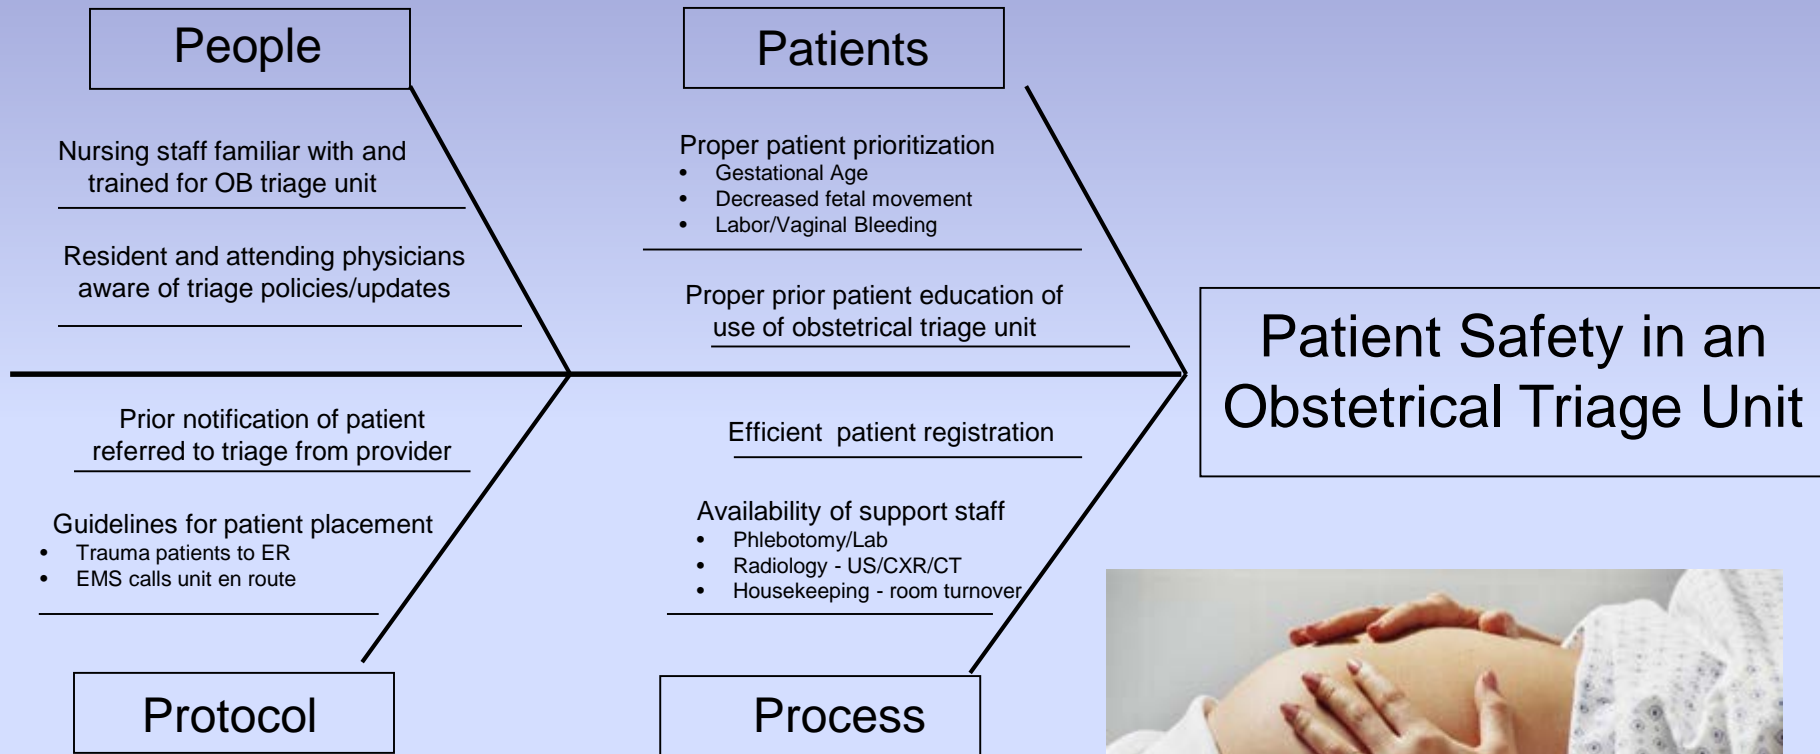 People
Nursing staff familiar with and
trained for OB triage unit
Resident and attending physicians
aware of triage policies/updates
Patients
Proper patient prioritization
• Gestational Age
• Decreased fetal movement
• Labor/Vaginal Bleeding
Proper prior patient education of
use of obstetrical triage unit
Patient Safety in an
Obstetrical Triage Unit
Prior notification of patient
referred to triage from provider
Guidelines for patient placement
• Trauma patients to ER
• EMS calls unit en route
Protocol
Efficient patient registration
Availability of support staff
• Phlebotomy/Lab
• Radiology - US/CXR/CT
• Housekeeping - room turnover
Process